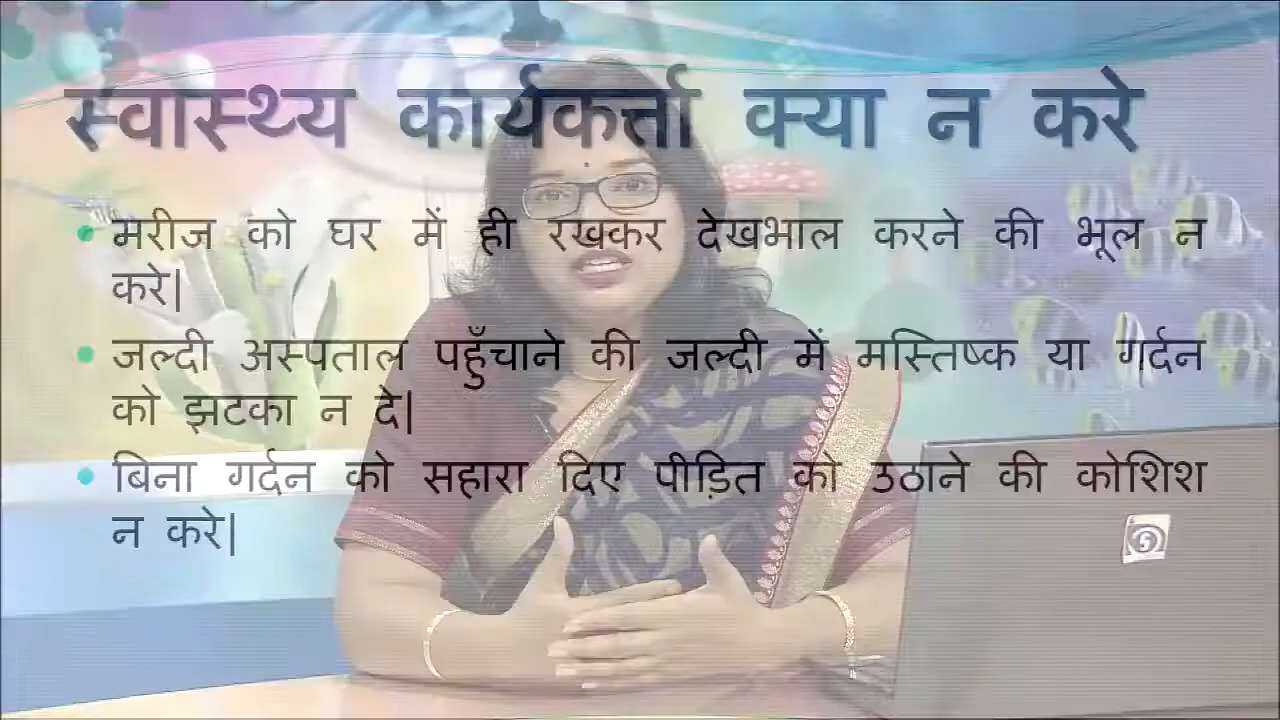 स्वास्थ्य कार्यकर्त्ता क्या न करे
मरीज को घर में ही रखकर देखभाल करने की भूल न
करे|
जल्दी अस्पताल पहुँचाने की जल्दी में मस्तिष्क या गर्दन
को झटका न दे|
बिना गर्दन को सहारा दिए पीड़ित को उठाने की कोशिश
न करे|